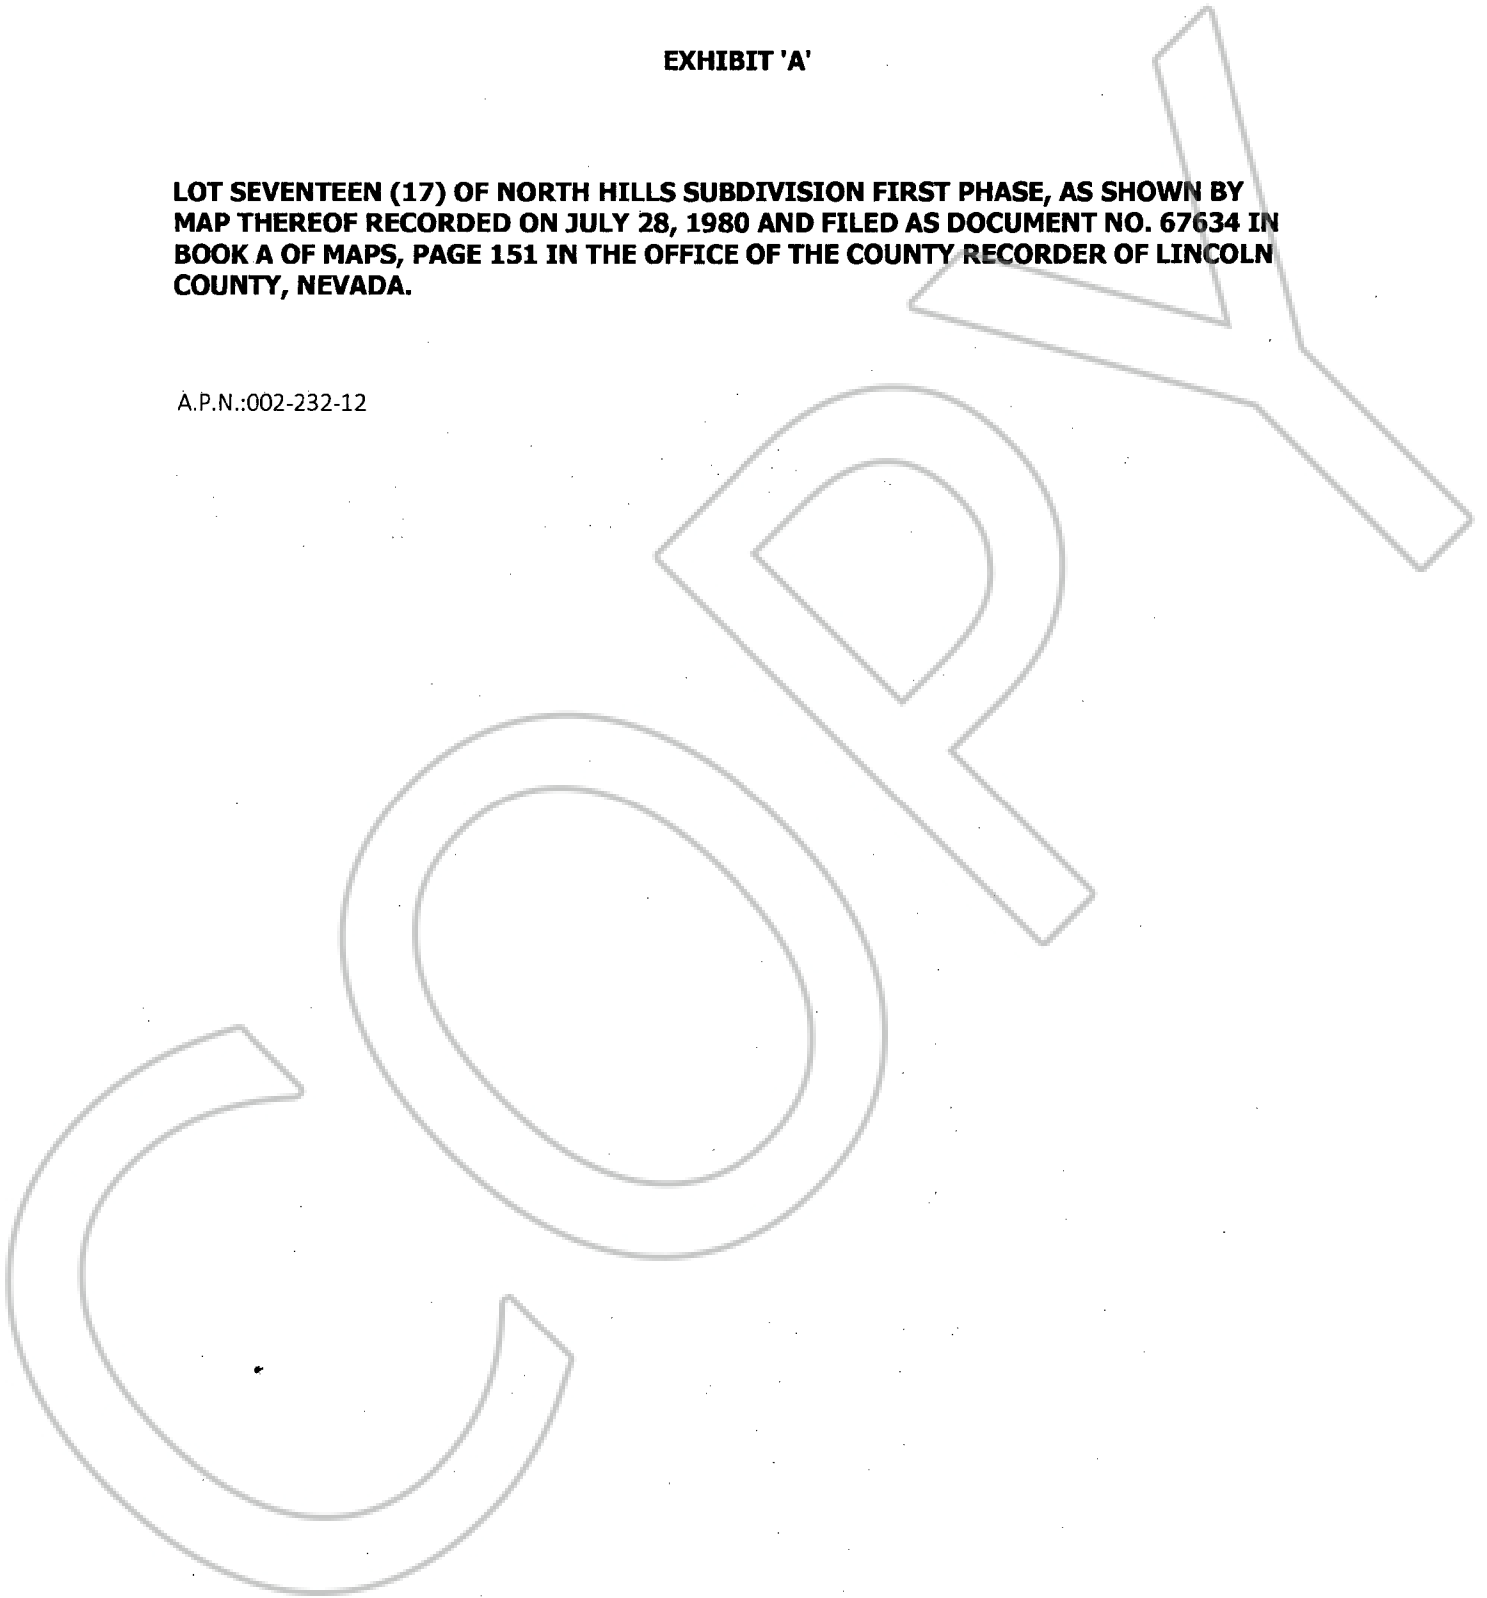 EXHIBIT 'A'
LOT SEVENTEEN (17) OF NORTH HILLS SUBDIVISION FIRST PHASE, AS SHOWN BY
MAP THEREOF RECORDED ON JULY 28, 1980 AND FILED AS DOCUMENT NO. 67634 IN
BOOK A OF MAPS, PAGE 151 IN THE OFFICE OF THE COUNTY RECORDER OF LINCOLN
COUNTY, NEVADA.
A.P.N.:002-232-12
COPY